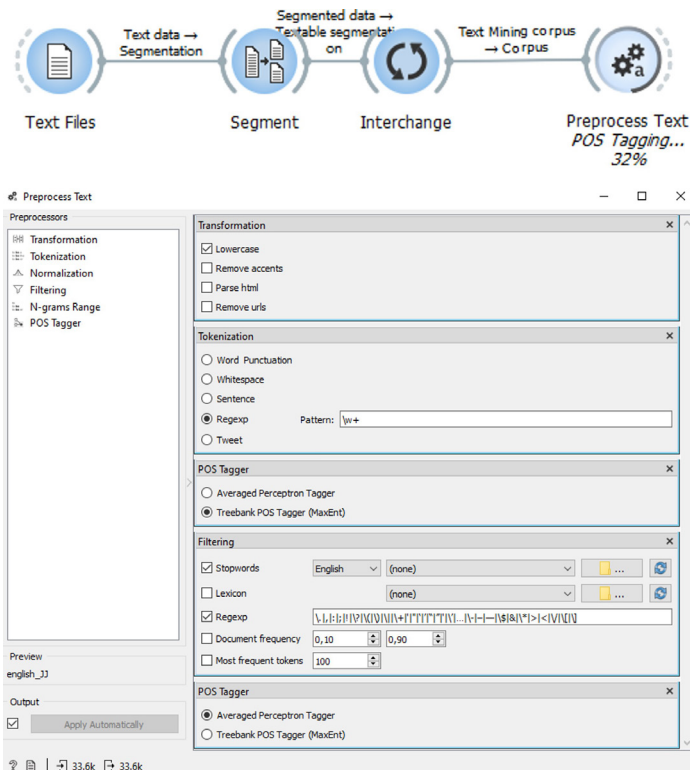 Text data →
Segmentation
Segmented data →
Textable segmentati
on
Text Mining corpus
→ Corpus
Text Files
Segment
Interchange
Preprocess Text
POS Tagging...
32%
Preprocess Text
Preprocessors
Transformation
Tokenization
Normalization
Filtering
N-grams Range
POS Tagger
Preview
english_JJ
Output
Apply Automatically
33.6k 33.6k
Transformation
Lowercase
Remove accents
Parse html
Remove urls
Tokenization
Word Punctuation
Whitespace
Sentence
Regexp Pattern: \w+
Tweet
POS Tagger
Averaged Perceptron Tagger
Treebank POS Tagger (MaxEnt)
Filtering
Stopwords English (none) ...
Lexicon (none) ...
Regexp
Document frequency 0,10 0,90
Most frequent tokens 100
POS Tagger
Averaged Perceptron Tagger
Treebank POS Tagger (MaxEnt)